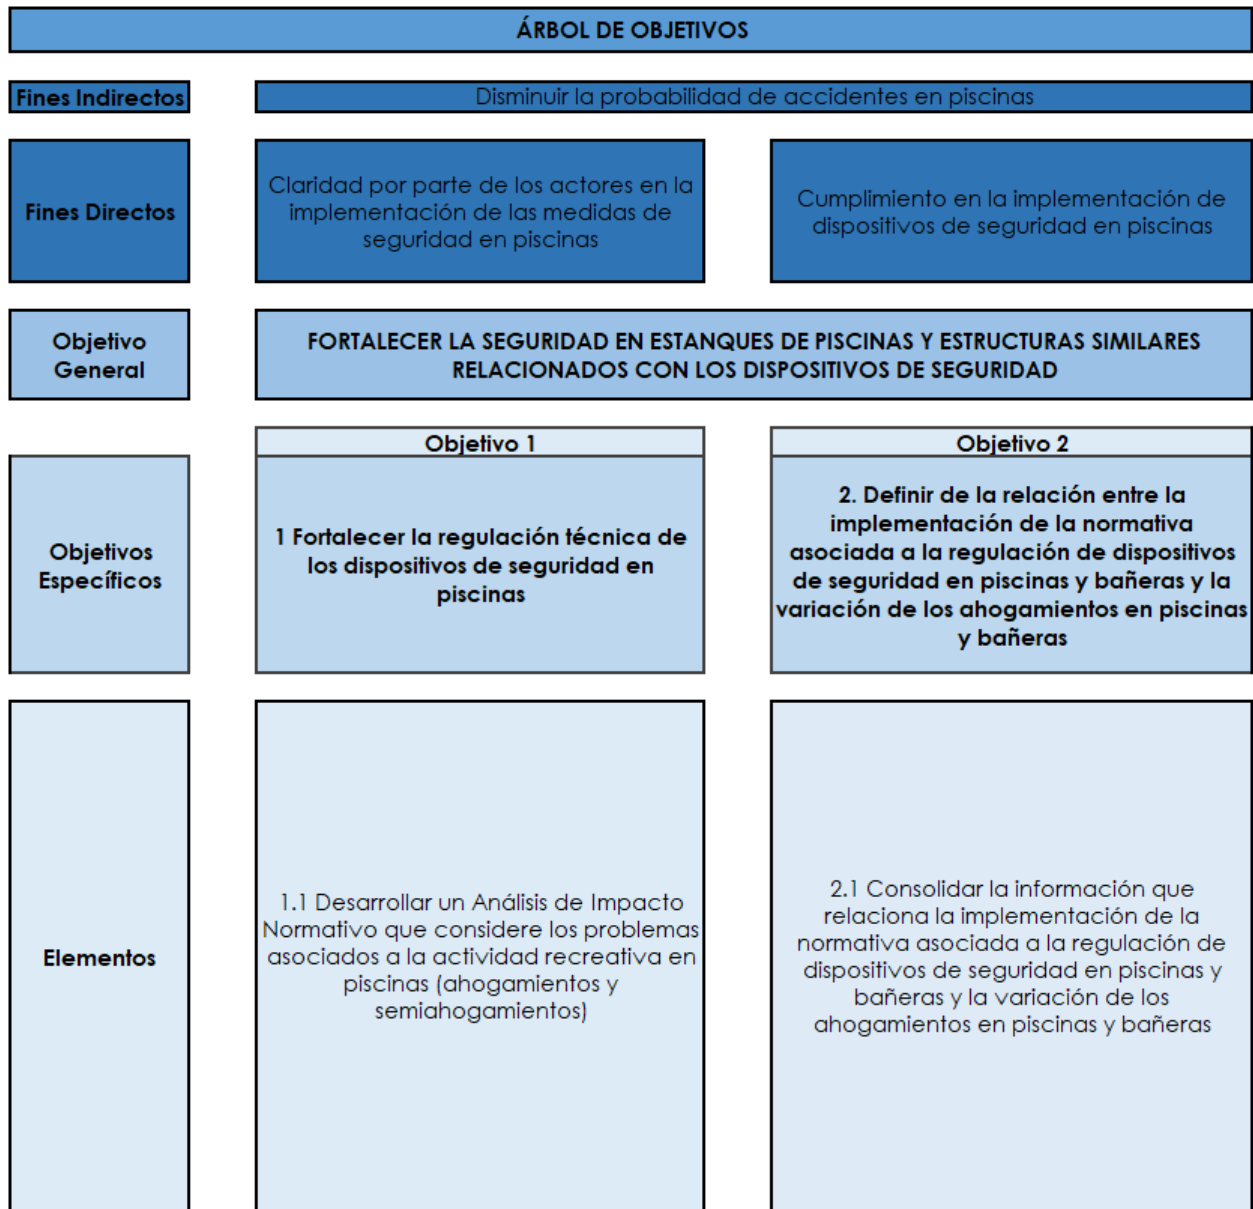 ÁRBOL DE OBJETIVOS
Fines Indirectos
Disminuir la probabilidad de accidentes en piscinas
Fines Directos
Claridad por parte de los actores en la
implementación de las medidas de
seguridad en piscinas
Cumplimiento en la implementación de
dispositivos de seguridad en piscinas
Objetivo
General
FORTALECER LA SEGURIDAD EN ESTANQUES DE PISCINAS Y ESTRUCTURAS SIMILARES
RELACIONADOS CON LOS DISPOSITIVOS DE SEGURIDAD
Objetivos
Específicos
Objetivo 1
1 Fortalecer la regulación técnica de
los dispositivos de seguridad en
piscinas
Objetivo 2
2. Definir de la relación entre la
implementación de la normativa
asociada a la regulación de dispositivos
de seguridad en piscinas y bañeras y la
variación de los ahogamientos en piscinas
y bañeras
Elementos
1.1 Desarrollar un Análisis de Impacto
Normativo que considere los problemas
asociados a la actividad recreativa en
piscinas (ahogamientos y
semiahogamientos)
2.1 Consolidar la información que
relaciona la implementación de la
normativa asociada a la regulación de
dispositivos de seguridad en piscinas y
bañeras y la variación de los
ahogamientos en piscinas y bañeras